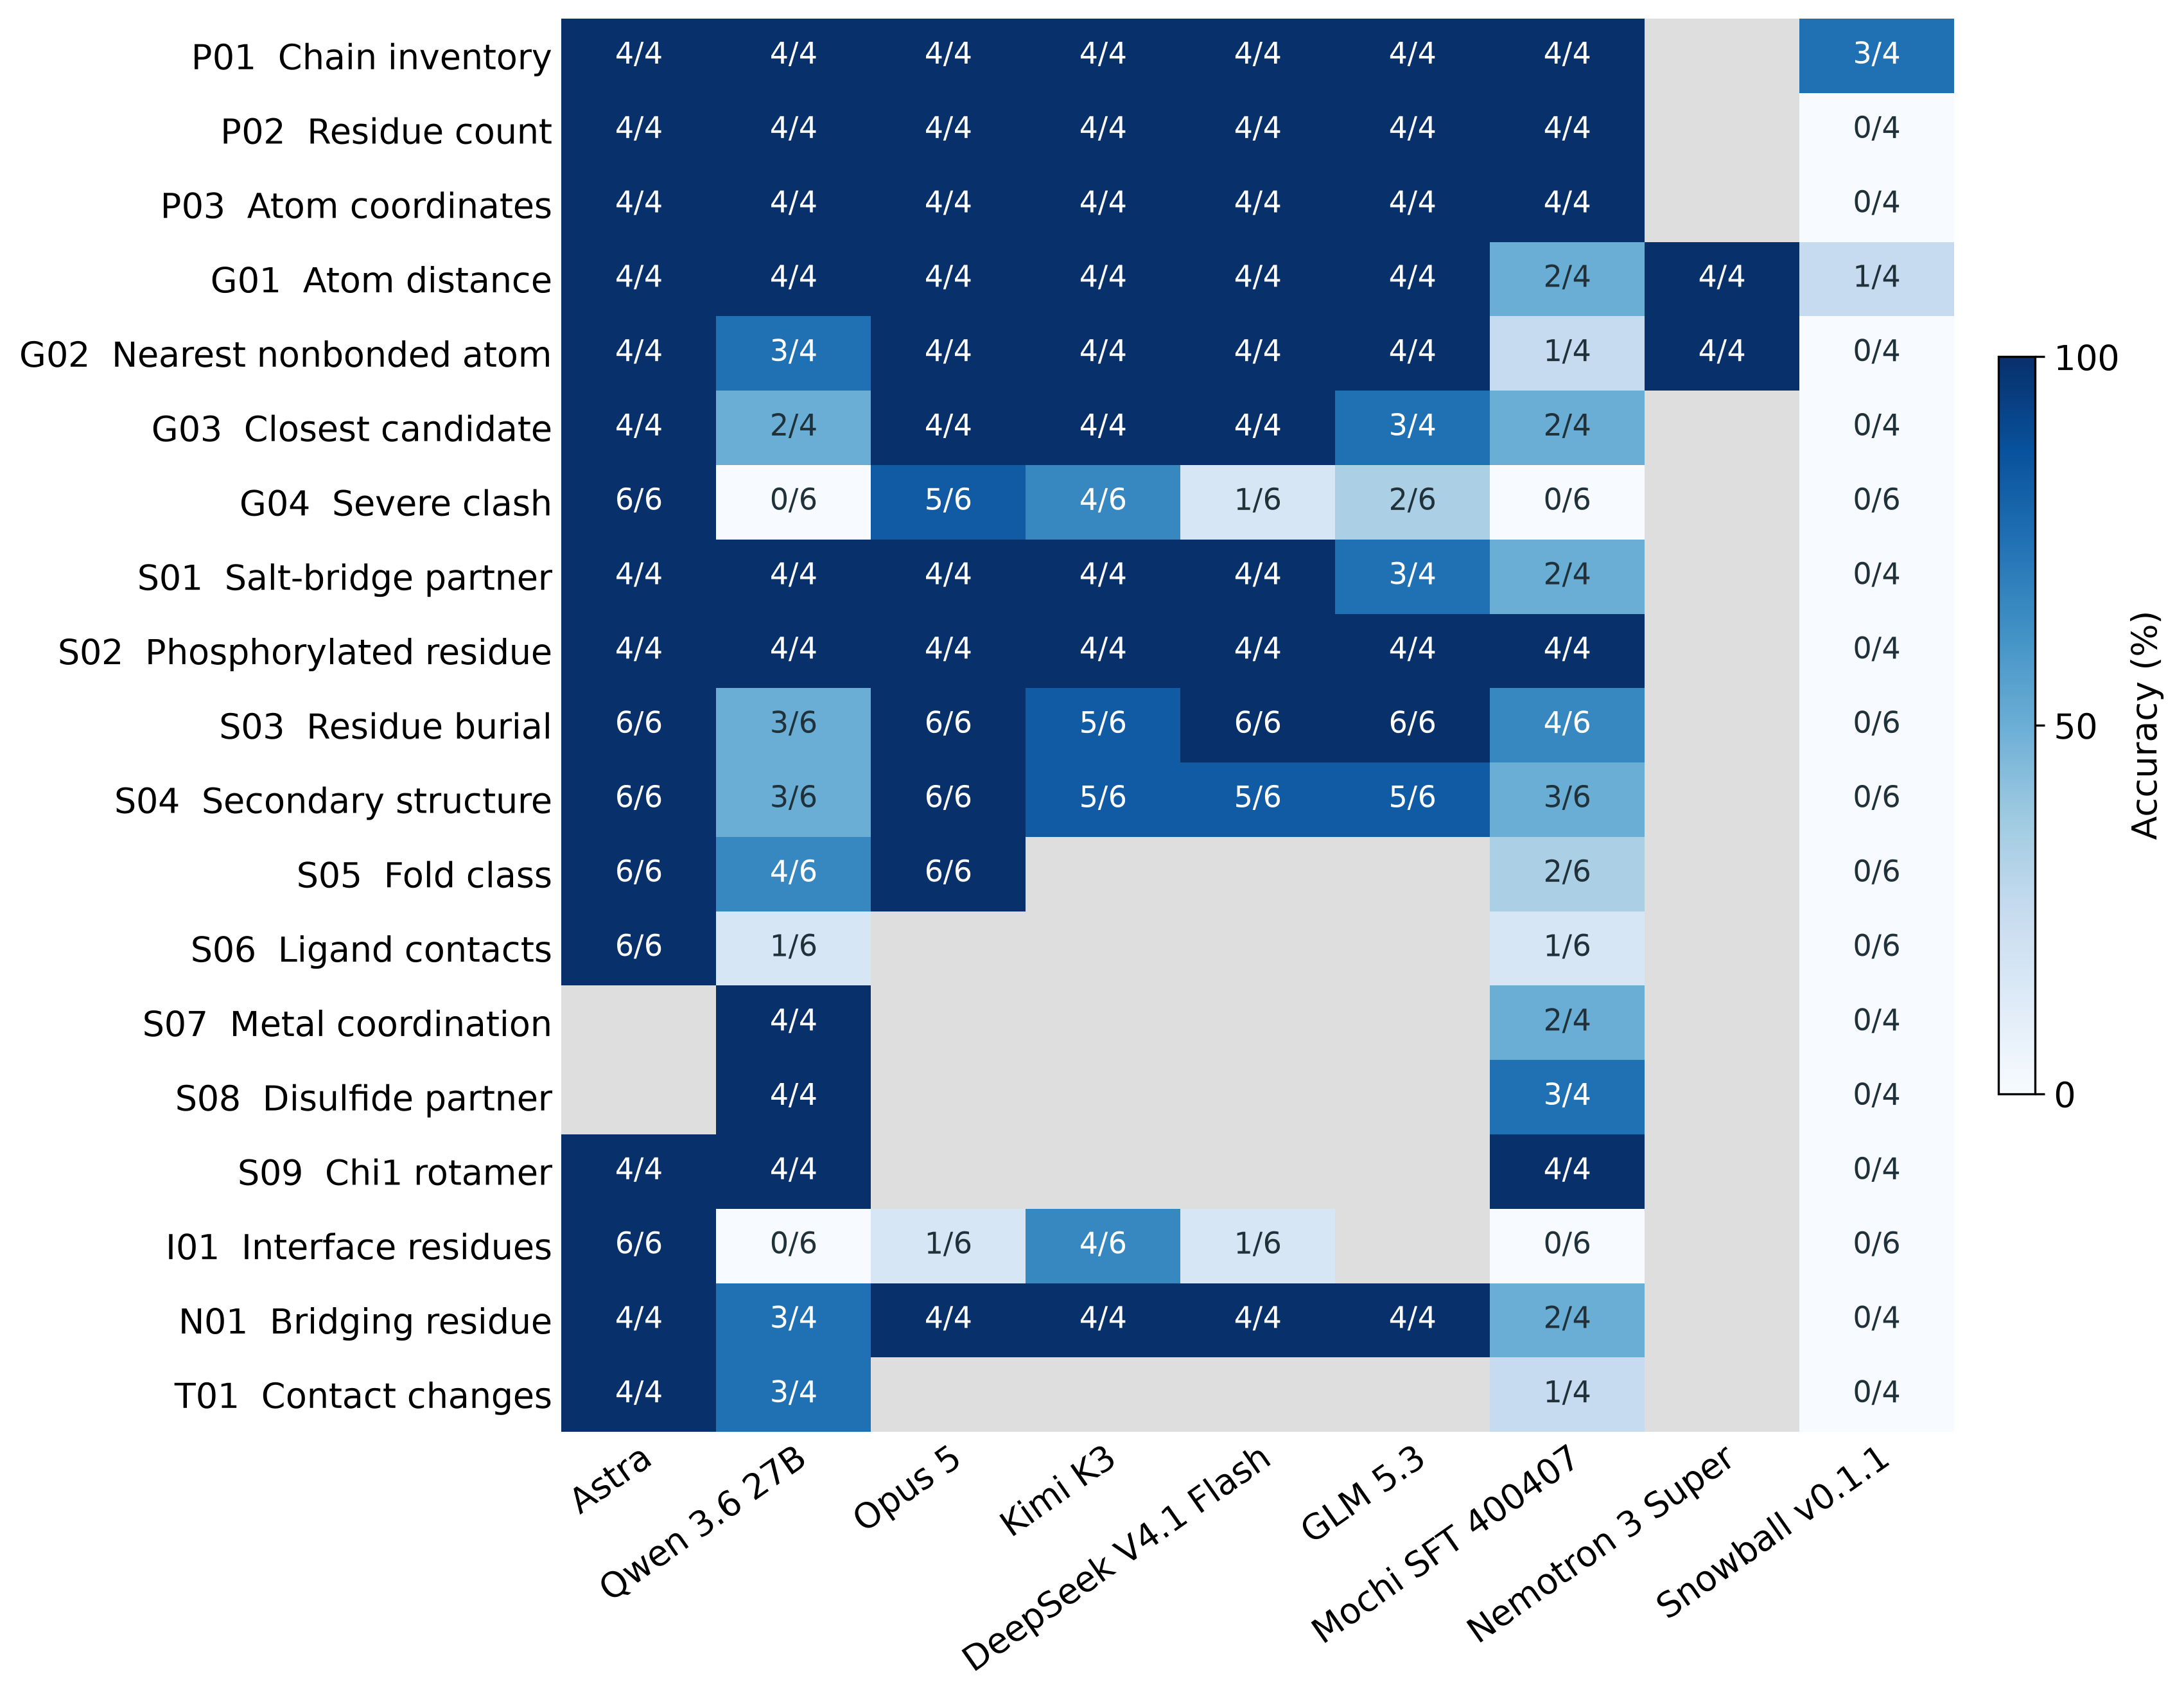 P01 Chain inventory 4/4 4/4 4/4 4/4 4/4 4/4 4/4 3/4
P02 Residue count 4/4 4/4 4/4 4/4 4/4 4/4 4/4 0/4
P03 Atom coordinates 4/4 4/4 4/4 4/4 4/4 4/4 4/4 0/4
G01 Atom distance 4/4 4/4 4/4 4/4 4/4 4/4 2/4 4/4 1/4
G02 Nearest nonbonded atom 4/4 3/4 4/4 4/4 4/4 4/4 1/4 4/4 0/4
G03 Closest candidate 4/4 2/4 4/4 4/4 4/4 3/4 2/4 0/4
G04 Severe clash 6/6 0/6 5/6 4/6 1/6 2/6 0/6 0/6
S01 Salt-bridge partner 4/4 4/4 4/4 4/4 4/4 3/4 2/4 0/4
S02 Phosphorylated residue 4/4 4/4 4/4 4/4 4/4 4/4 4/4 0/4
S03 Residue burial 6/6 3/6 6/6 5/6 6/6 6/6 4/6 0/6
S04 Secondary structure 6/6 3/6 6/6 5/6 5/6 5/6 3/6 0/6
S05 Fold class 6/6 4/6 6/6 2/6 0/6
S06 Ligand contacts 6/6 1/6 1/6 0/6
S07 Metal coordination 4/4 2/4 0/4
S08 Disulfide partner 4/4 3/4 0/4
S09 Chi1 rotamer 4/4 4/4 4/4 0/4
I01 Interface residues 6/6 0/6 1/6 4/6 1/6 0/6 0/6
N01 Bridging residue 4/4 3/4 4/4 4/4 4/4 4/4 2/4 0/4
T01 Contact changes 4/4 3/4 1/4 0/4
Astra
Qwen 3.6 27B
Opus 5
Kimi K3
DeepSeek V4.1 Flash
GLM 5.3
Mochi SFT 400407
Nemotron 3 Super
Snowball v0.1.1
100
50
0
Accuracy (%)